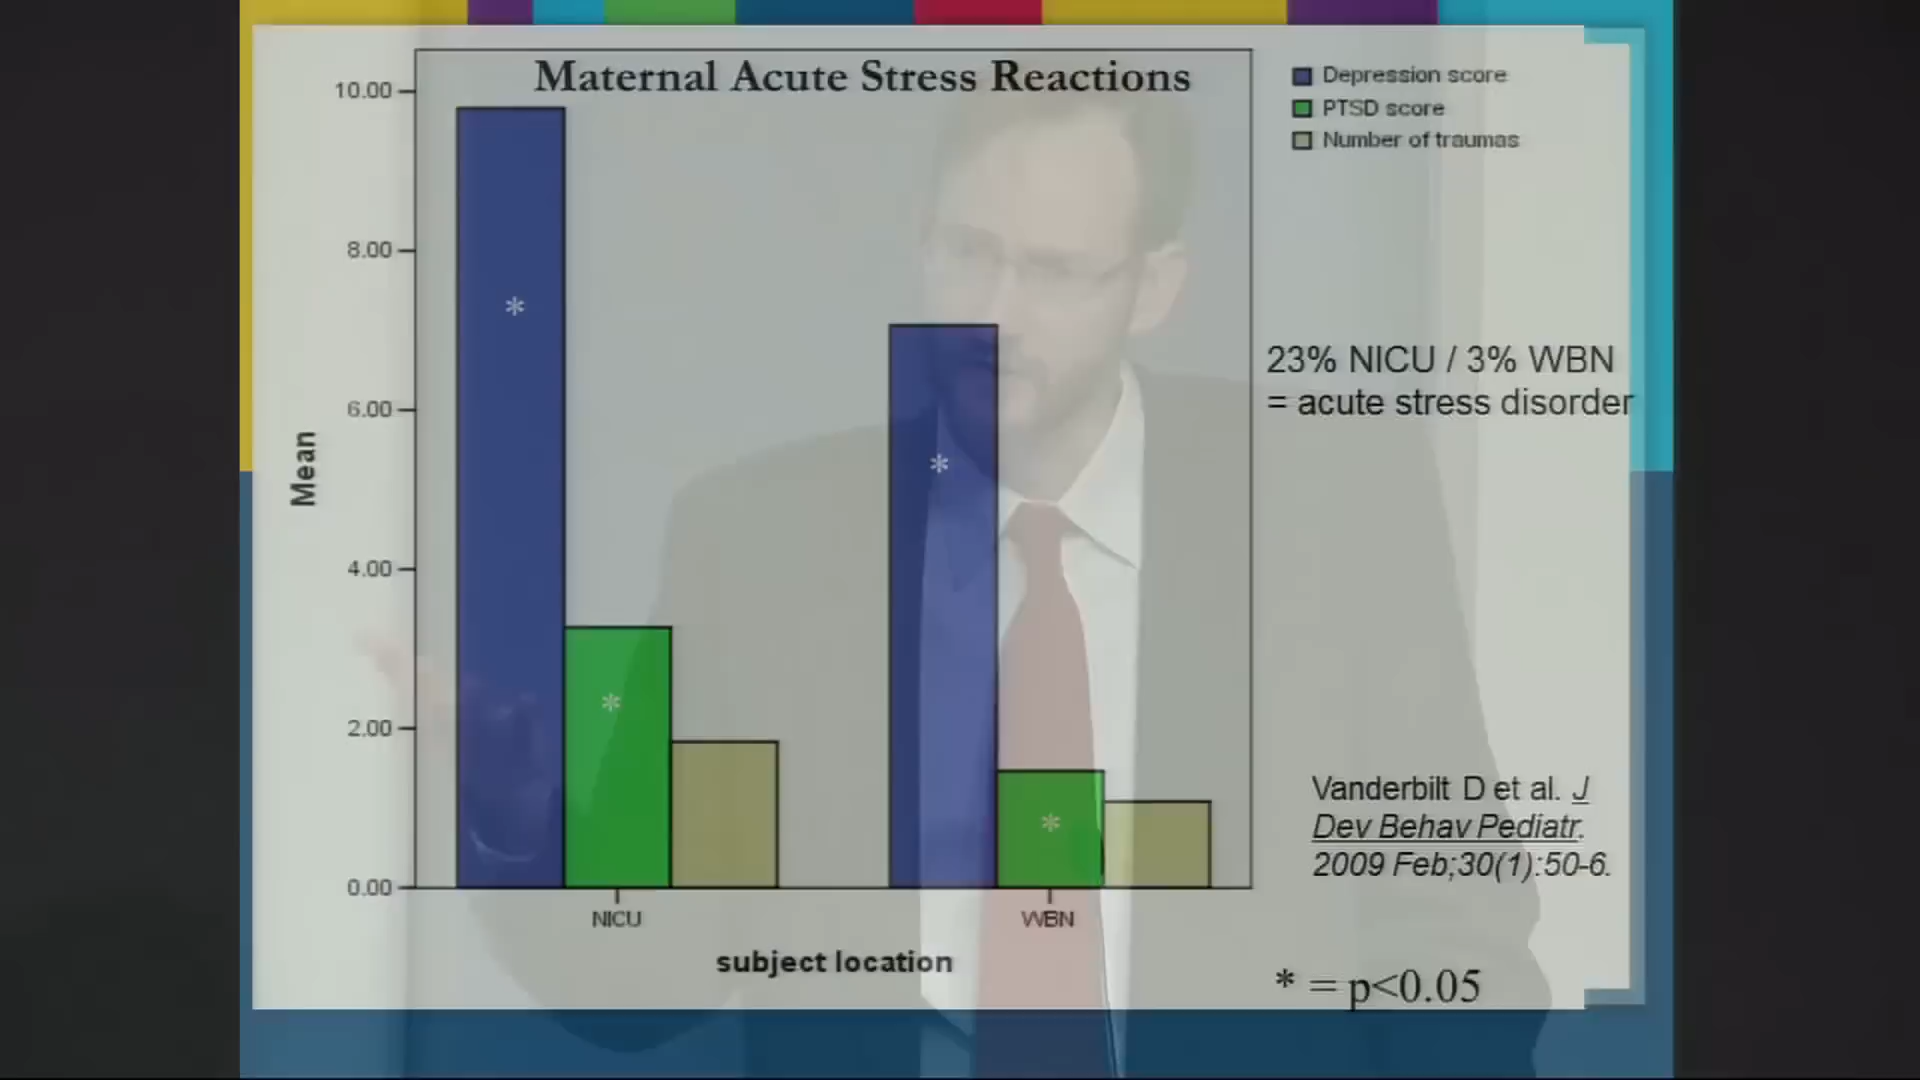 Maternal Acute Stress Reactions
Depression score
PTSD score
Number of traumas
10.00
8.00
6.00
4.00
2.00
0.00
Mean
*
*
*
*
NICU
WBN
subject location
23% NICU / 3% WBN
= acute stress disorder
Vanderbilt D et al. J
Dev Behav Pediatr.
2009 Feb;30(1):50-6.
* = p<0.05